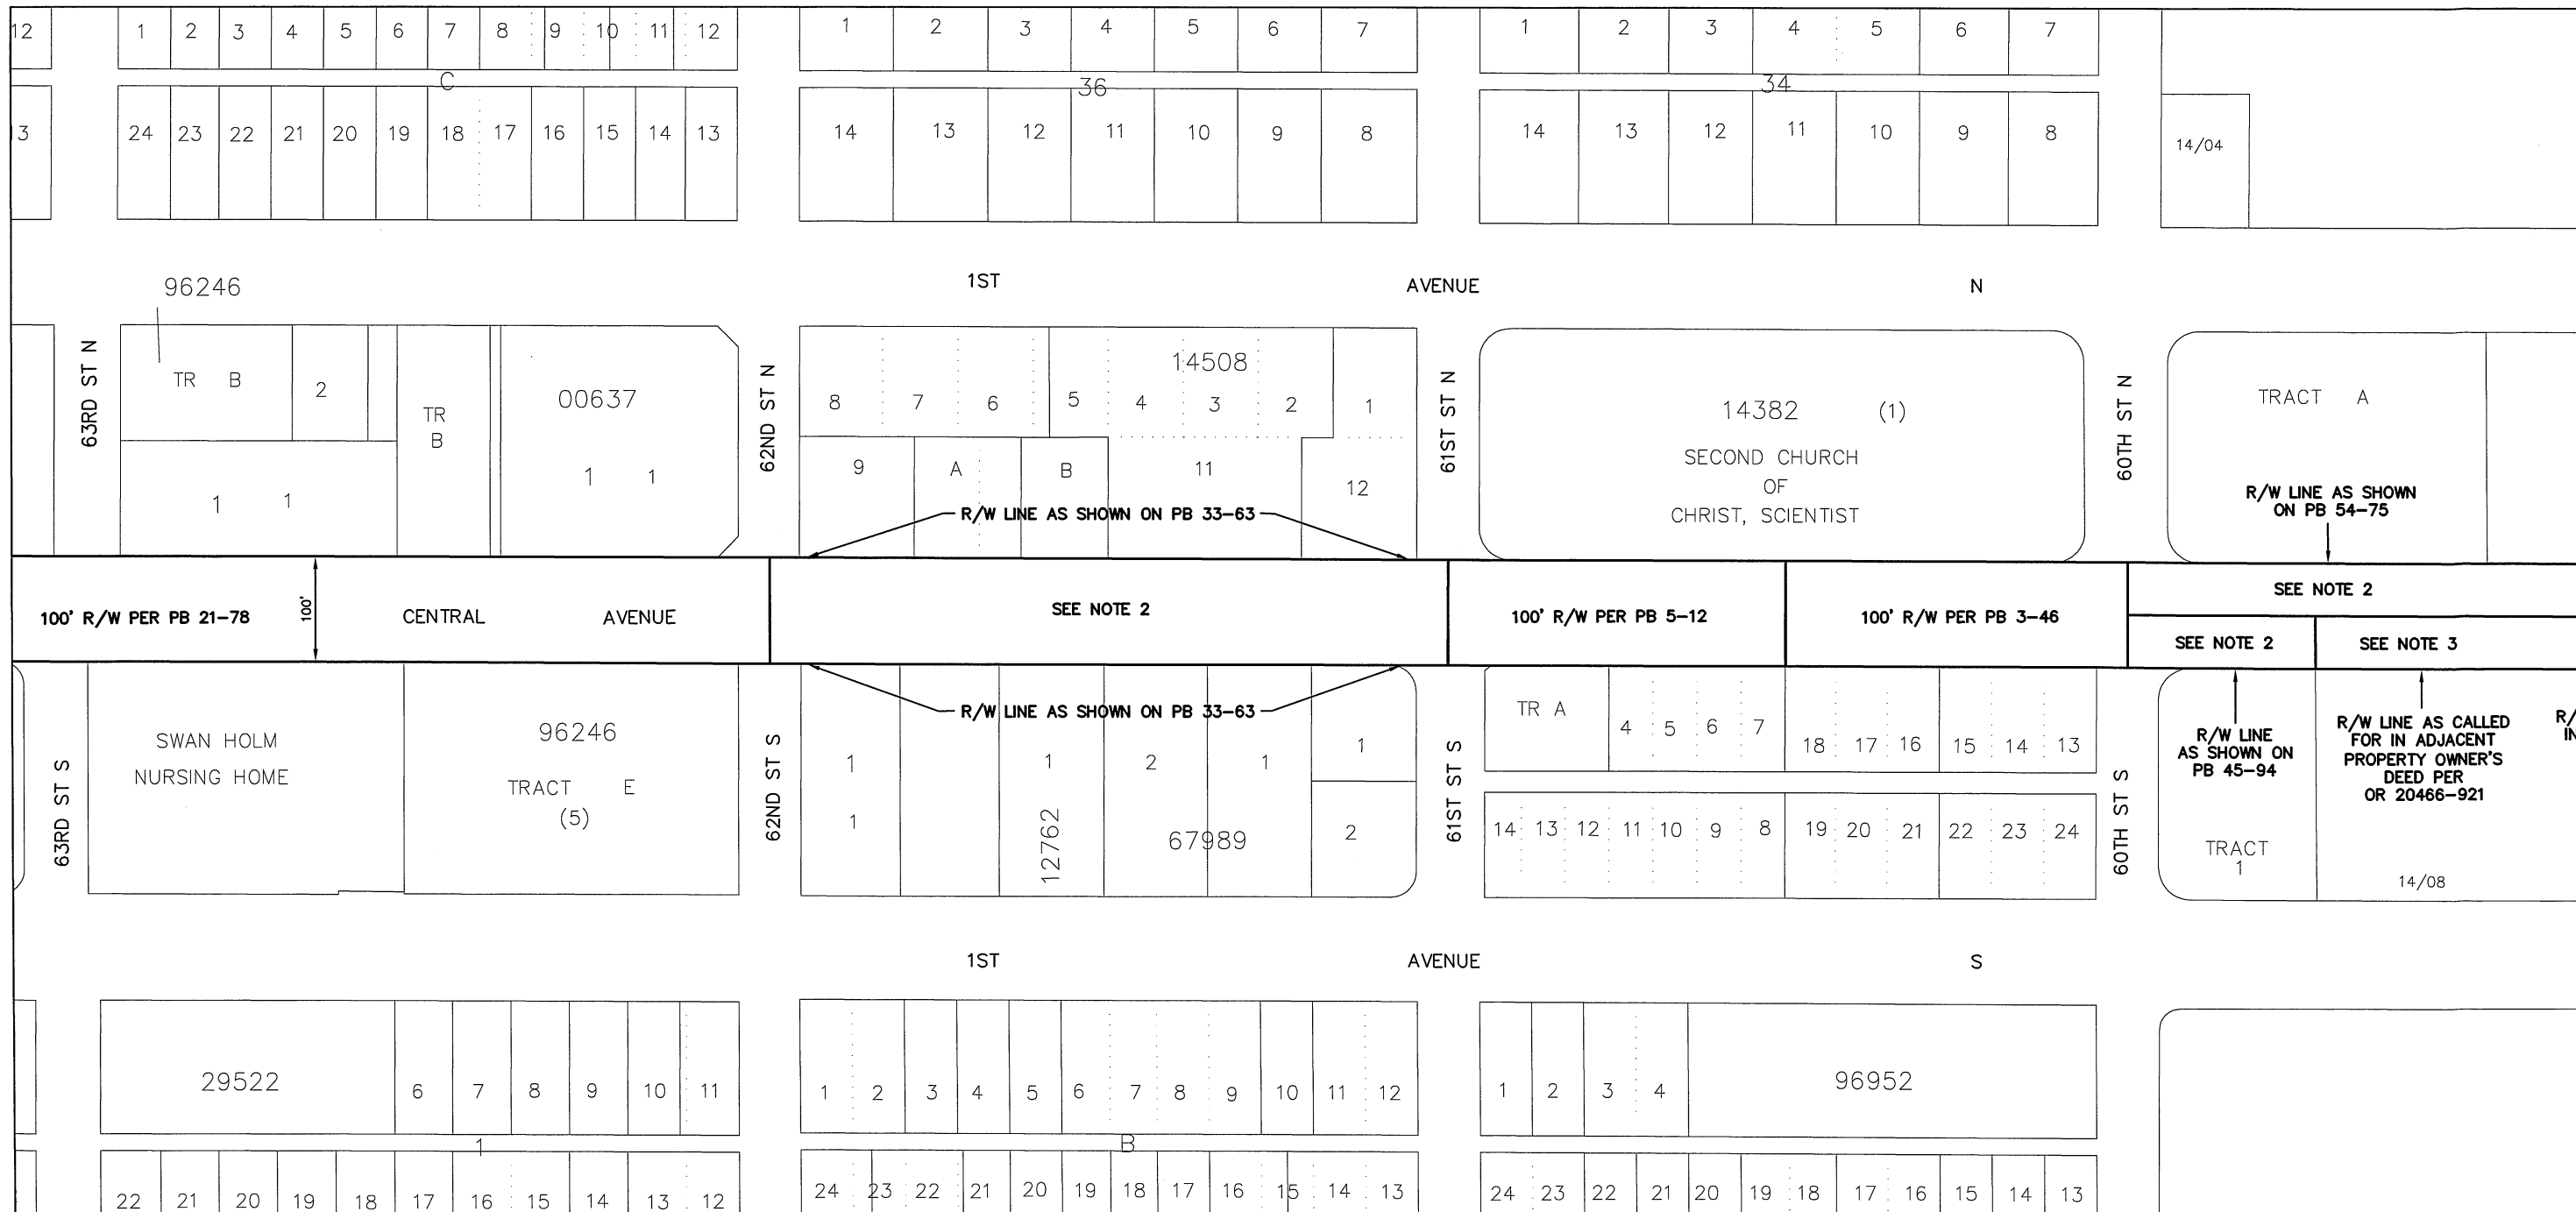 12 1 2 3 4 5 6 7 8 9 10 11 12 1 2 3 4 5 6 7 1 2 3 4 5 6 7
C 36 34
13 24 23 22 21 20 19 18 17 16 15 14 13 14 13 12 11 10 9 8 14 13 12 11 10 9 8 14/04
1ST AVENUE N
96246
63RD ST N
TR B 2
TR
B
00637
1 1
1 1
62ND ST N
14508
8 7 6 5 4 3 2 1
9 A B 11 12
R/W LINE AS SHOWN ON PB 33-63
61ST ST N
14382 (1)
SECOND CHURCH
OF
CHRIST, SCIENTIST
60TH ST N
TRACT A
R/W LINE AS SHOWN
ON PB 54-75
100' R/W PER PB 21-78
100'
CENTRAL AVENUE
SEE NOTE 2
100' R/W PER PB 5-12
100' R/W PER PB 3-46
SEE NOTE 2
SEE NOTE 2
SEE NOTE 3
63RD ST S
SWAN HOLM
NURSING HOME
96246
TRACT E
(5)
62ND ST S
R/W LINE AS SHOWN ON PB 33-63
1 1 2 1 1
1 2
12762
67989
61ST ST S
TR A 4 5 6 7 18 17 16 15 14 13
14 13 12 11 10 9 8 19 20 21 22 23 24
60TH ST S
R/W LINE
AS SHOWN ON
PB 45-94
TRACT
1
R/W LINE AS CALLED
FOR IN ADJACENT
PROPERTY OWNER'S
DEED PER
OR 20466-921
14/08
R/
IN
1ST AVENUE S
29522 6 7 8 9 10 11 1 2 3 4 5 6 7 8 9 10 11 12 1 2 3 4 96952
1 B
22 21 20 19 18 17 16 15 14 13 12 24 23 22 21 20 19 18 17 16 15 14 13 24 23 22 21 20 19 18 17 16 15 14 13